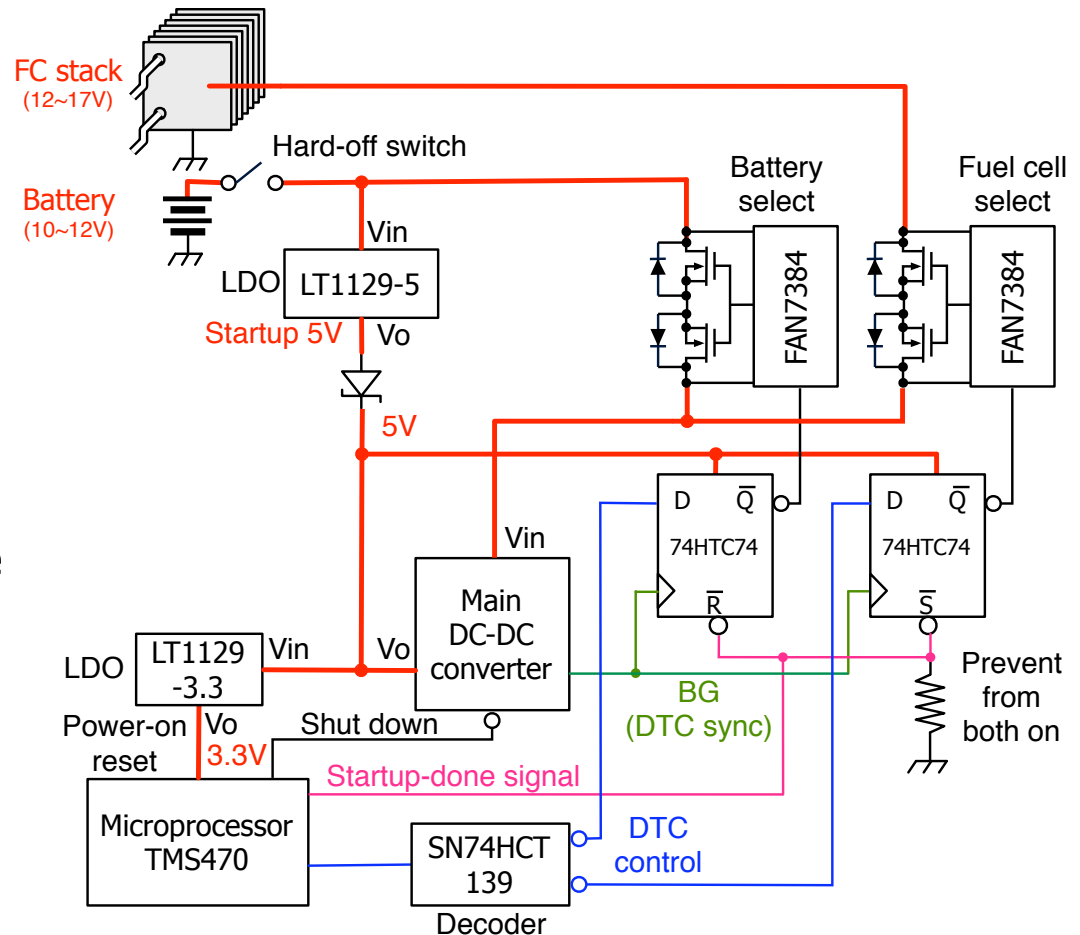 FC stack
(12~17V)
Hard-off switch
Battery
(10~12V)
Battery
select
Fuel cell
select
Vin
LDO
LT1129-5
Startup 5V
Vo
FAN7384
FAN7384
5V
D
Q̅
74HTC74
R̅
D
Q̅
74HTC74
S̅
Vin
Main
DC-DC
converter
Vo
LDO
LT1129
-3.3
Vin
Power-on
reset
Vo
3.3V
Shut down
BG
(DTC sync)
Prevent
from
both on
Startup-done signal
Microprocessor
TMS470
SN74HCT
139
Decoder
DTC
control
e